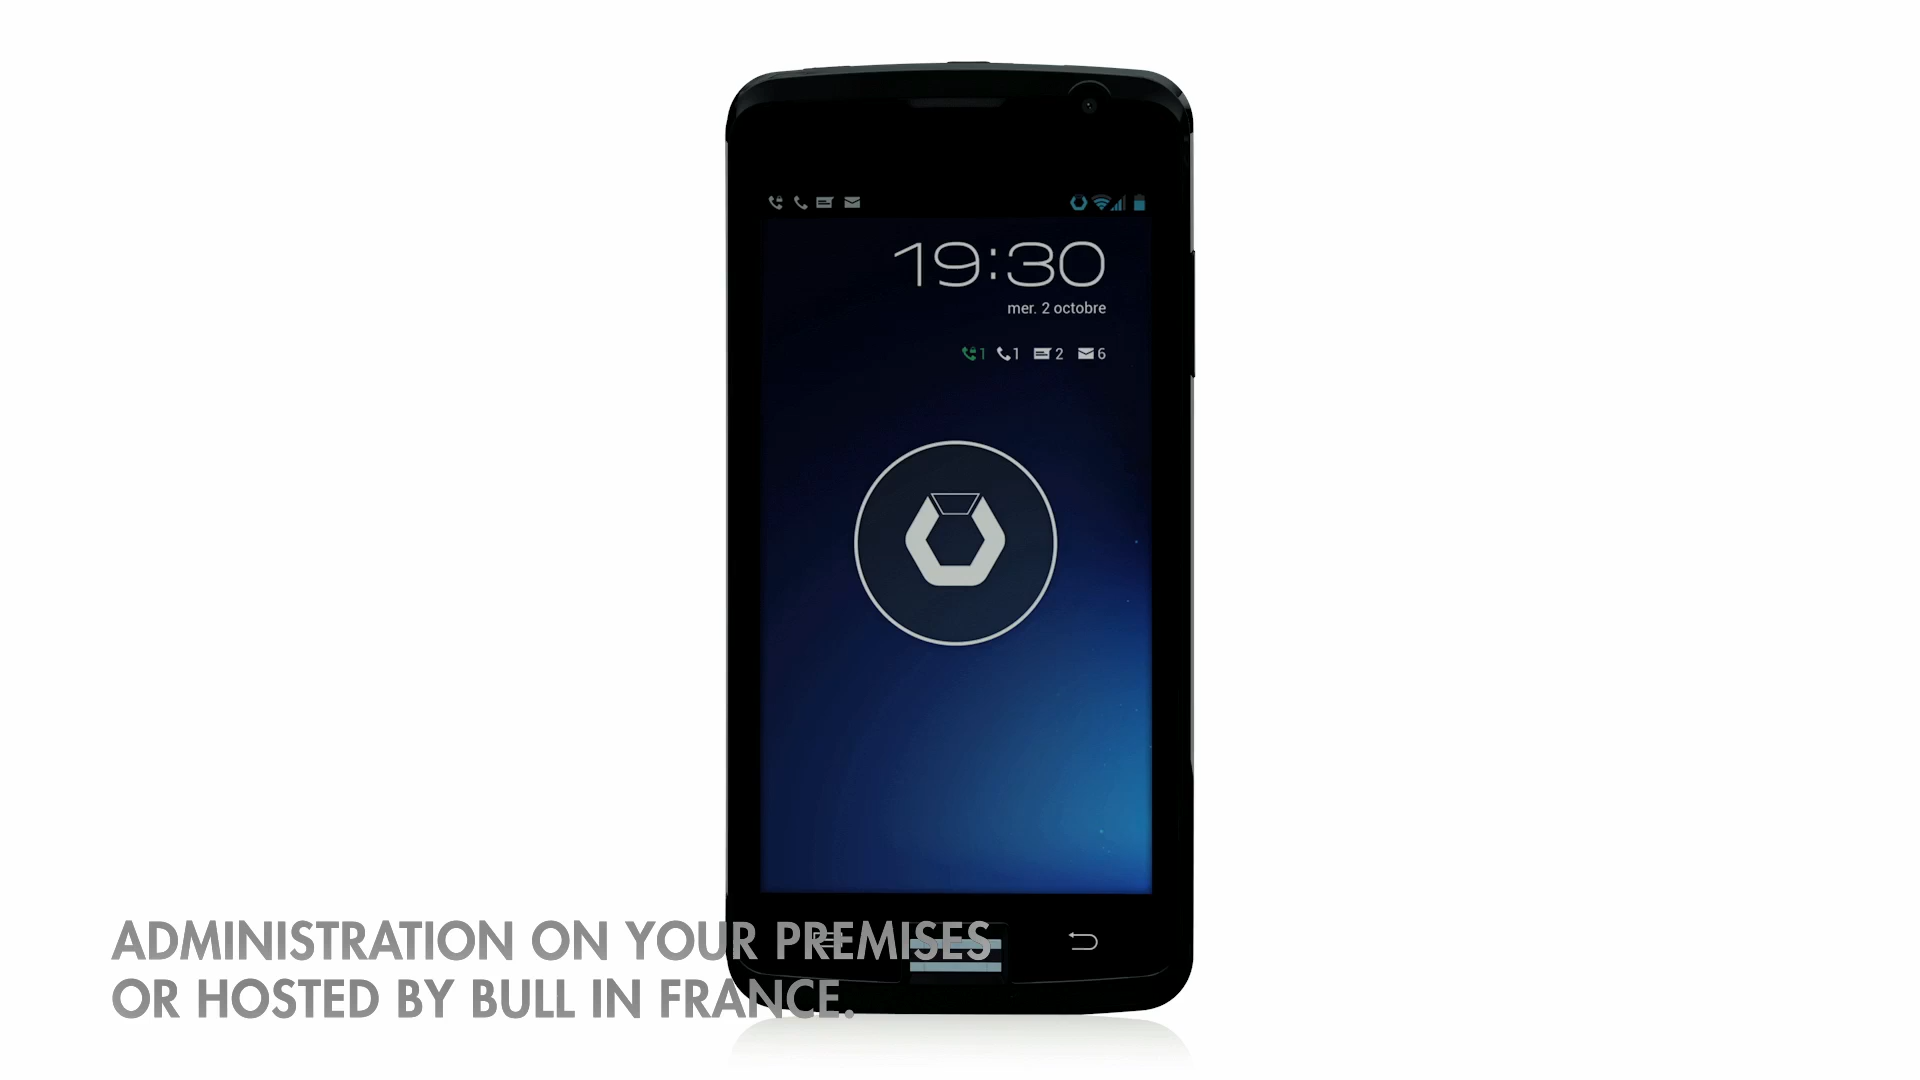 19:30
mer. 2 octobre
1 1 2 6
ADMINISTRATION ON YOUR PREMISES
OR HOSTED BY BULL IN FRANCE.